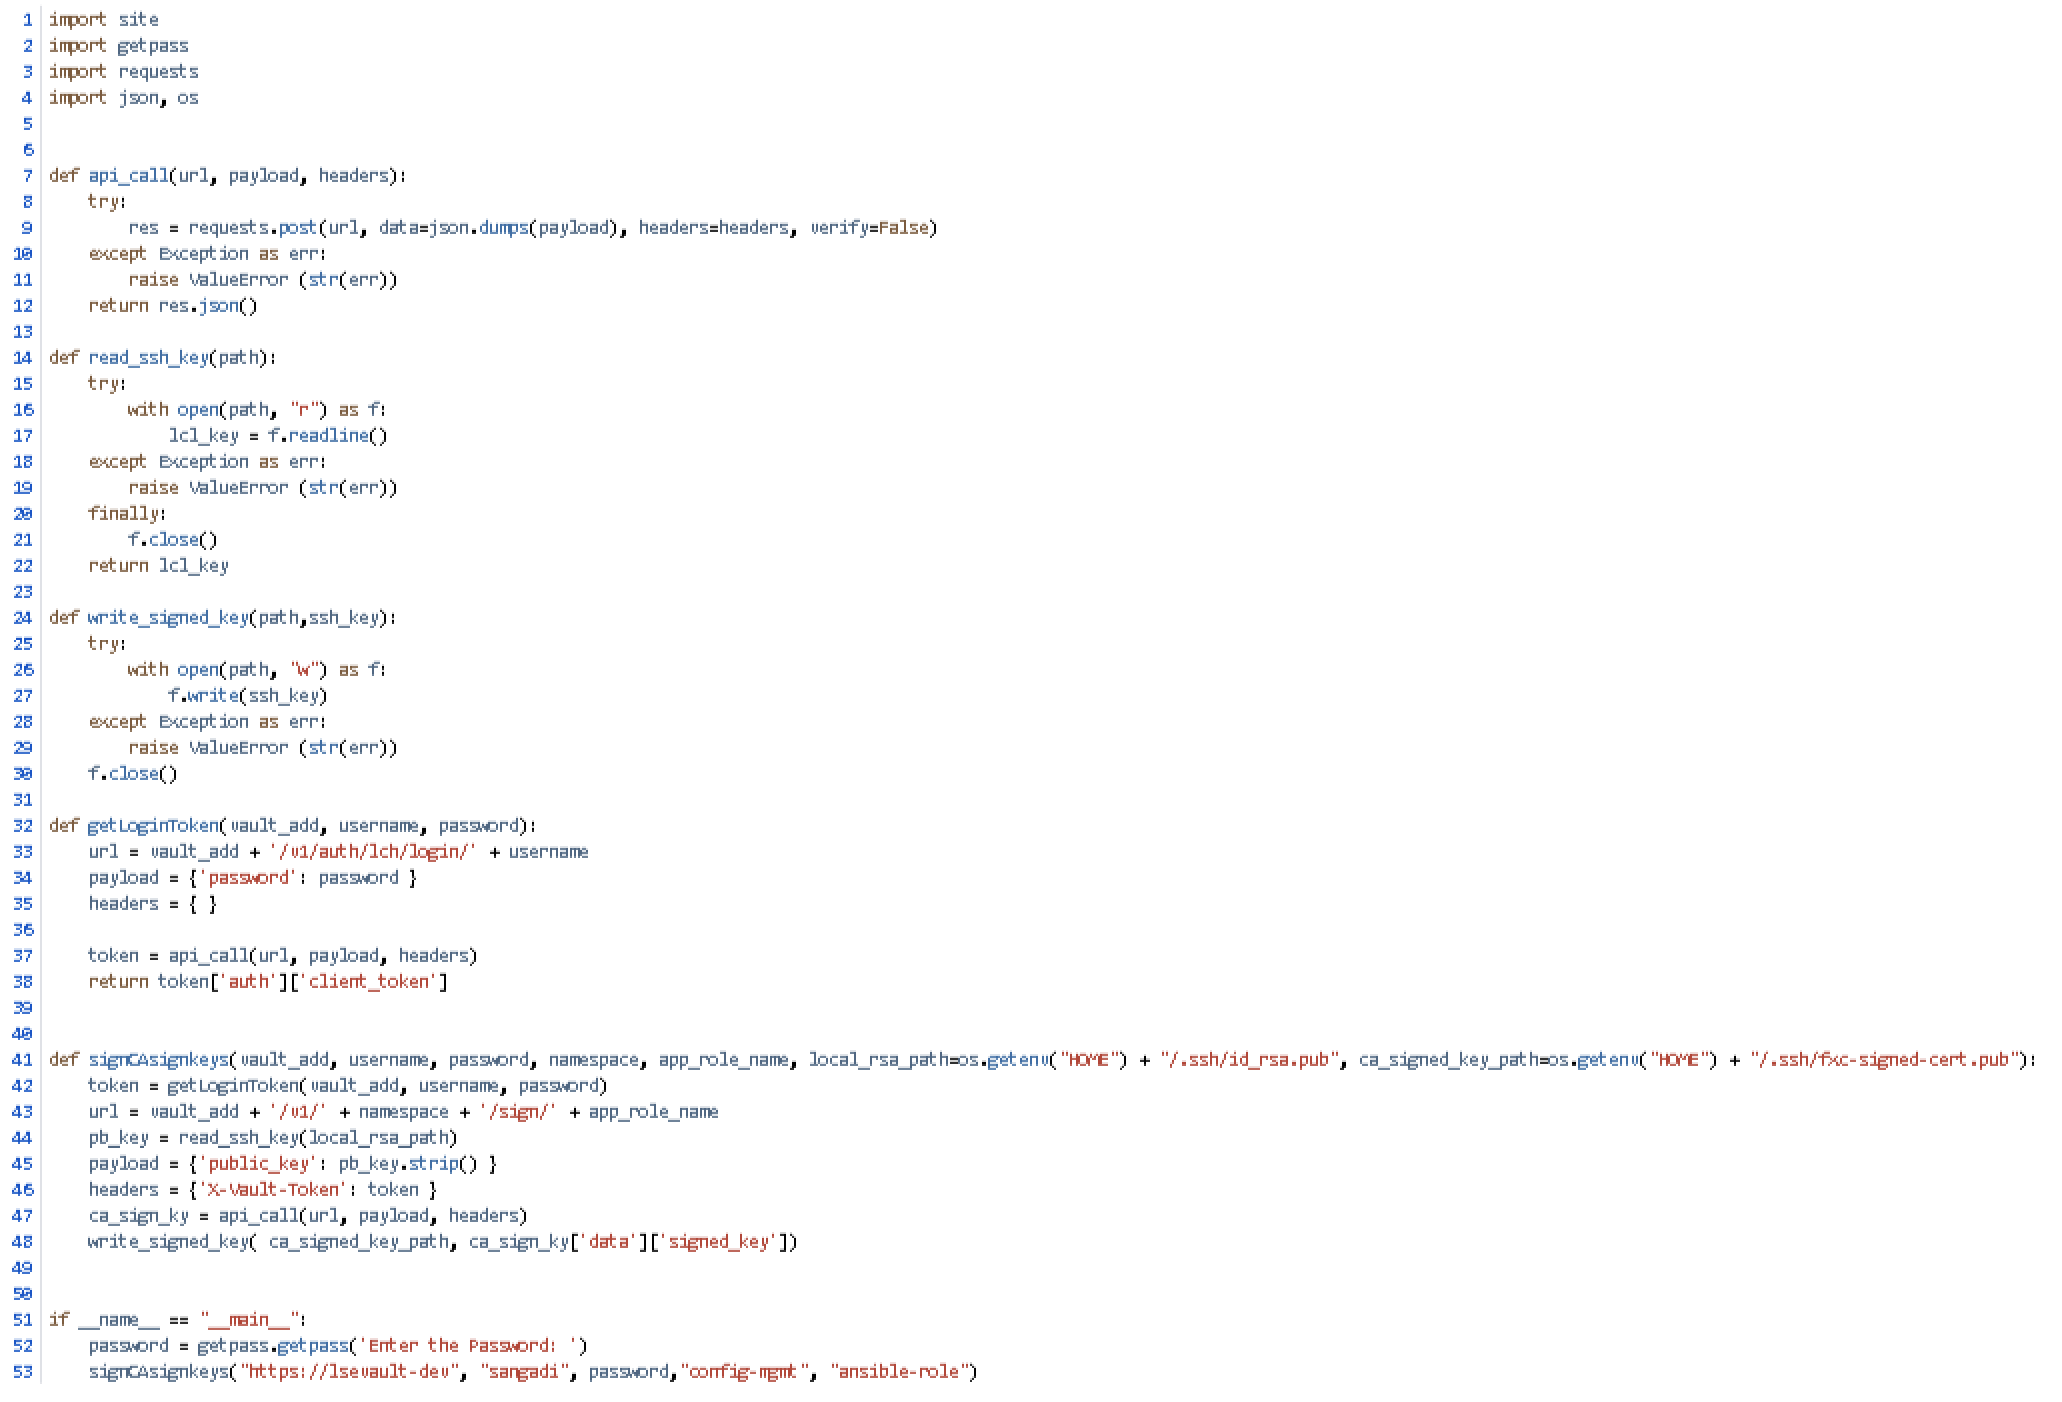 1 import site
2 import getpass
3 import requests
4 import json, os
5
6
7 def api_call(url, payload, headers):
8     try:
9         res = requests.post(url, data=json.dumps(payload), headers=headers, verify=False)
10     except Exception as err:
11         raise ValueError (str(err))
12     return res.json()
13
14 def read_ssh_key(path):
15     try:
16         with open(path, "r") as f:
17             lcl_key = f.readline()
18     except Exception as err:
19         raise ValueError (str(err))
20     finally:
21         f.close()
22     return lcl_key
23
24 def write_signed_key(path,ssh_key):
25     try:
26         with open(path, "w") as f:
27             f.write(ssh_key)
28     except Exception as err:
29         raise ValueError (str(err))
30     f.close()
31
32 def getLoginToken(vault_add, username, password):
33     url = vault_add + '/v1/auth/lch/login/' + username
34     payload = {'password': password }
35     headers = { }
36
37     token = api_call(url, payload, headers)
38     return token['auth']['client_token']
39
40
41 def signCAsignkeys(vault_add, username, password, namespace, app_role_name, local_rsa_path=os.getenv("HOME") + "/.ssh/id_rsa.pub", ca_signed_key_path=os.getenv("HOME") + "/.ssh/fxc-signed-cert.pub"):
42     token = getLoginToken(vault_add, username, password)
43     url = vault_add + '/v1/' + namespace + '/sign/' + app_role_name
44     pb_key = read_ssh_key(local_rsa_path)
45     payload = {'public_key': pb_key.strip() }
46     headers = {'X-Vault-Token': token }
47     ca_sign_ky = api_call(url, payload, headers)
48     write_signed_key( ca_signed_key_path, ca_sign_ky['data']['signed_key'])
49
50
51 if __name__ == "__main__":
52     password = getpass.getpass('Enter the Password: ')
53     signCAsignkeys("https://lsevault-dev", "sangadi", password,"config-mgmt", "ansible-role")